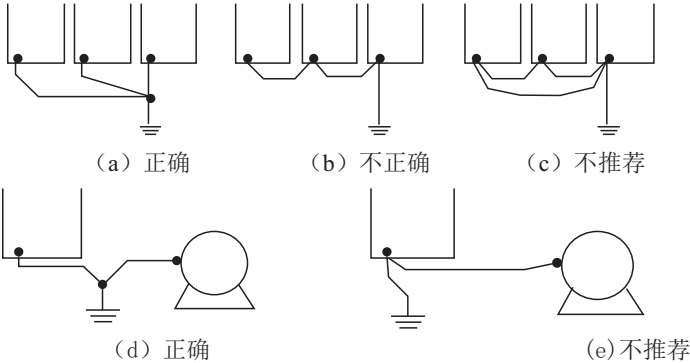 （a）正确
（b）不正确
（c）不推荐
（d）正确
(e)不推荐